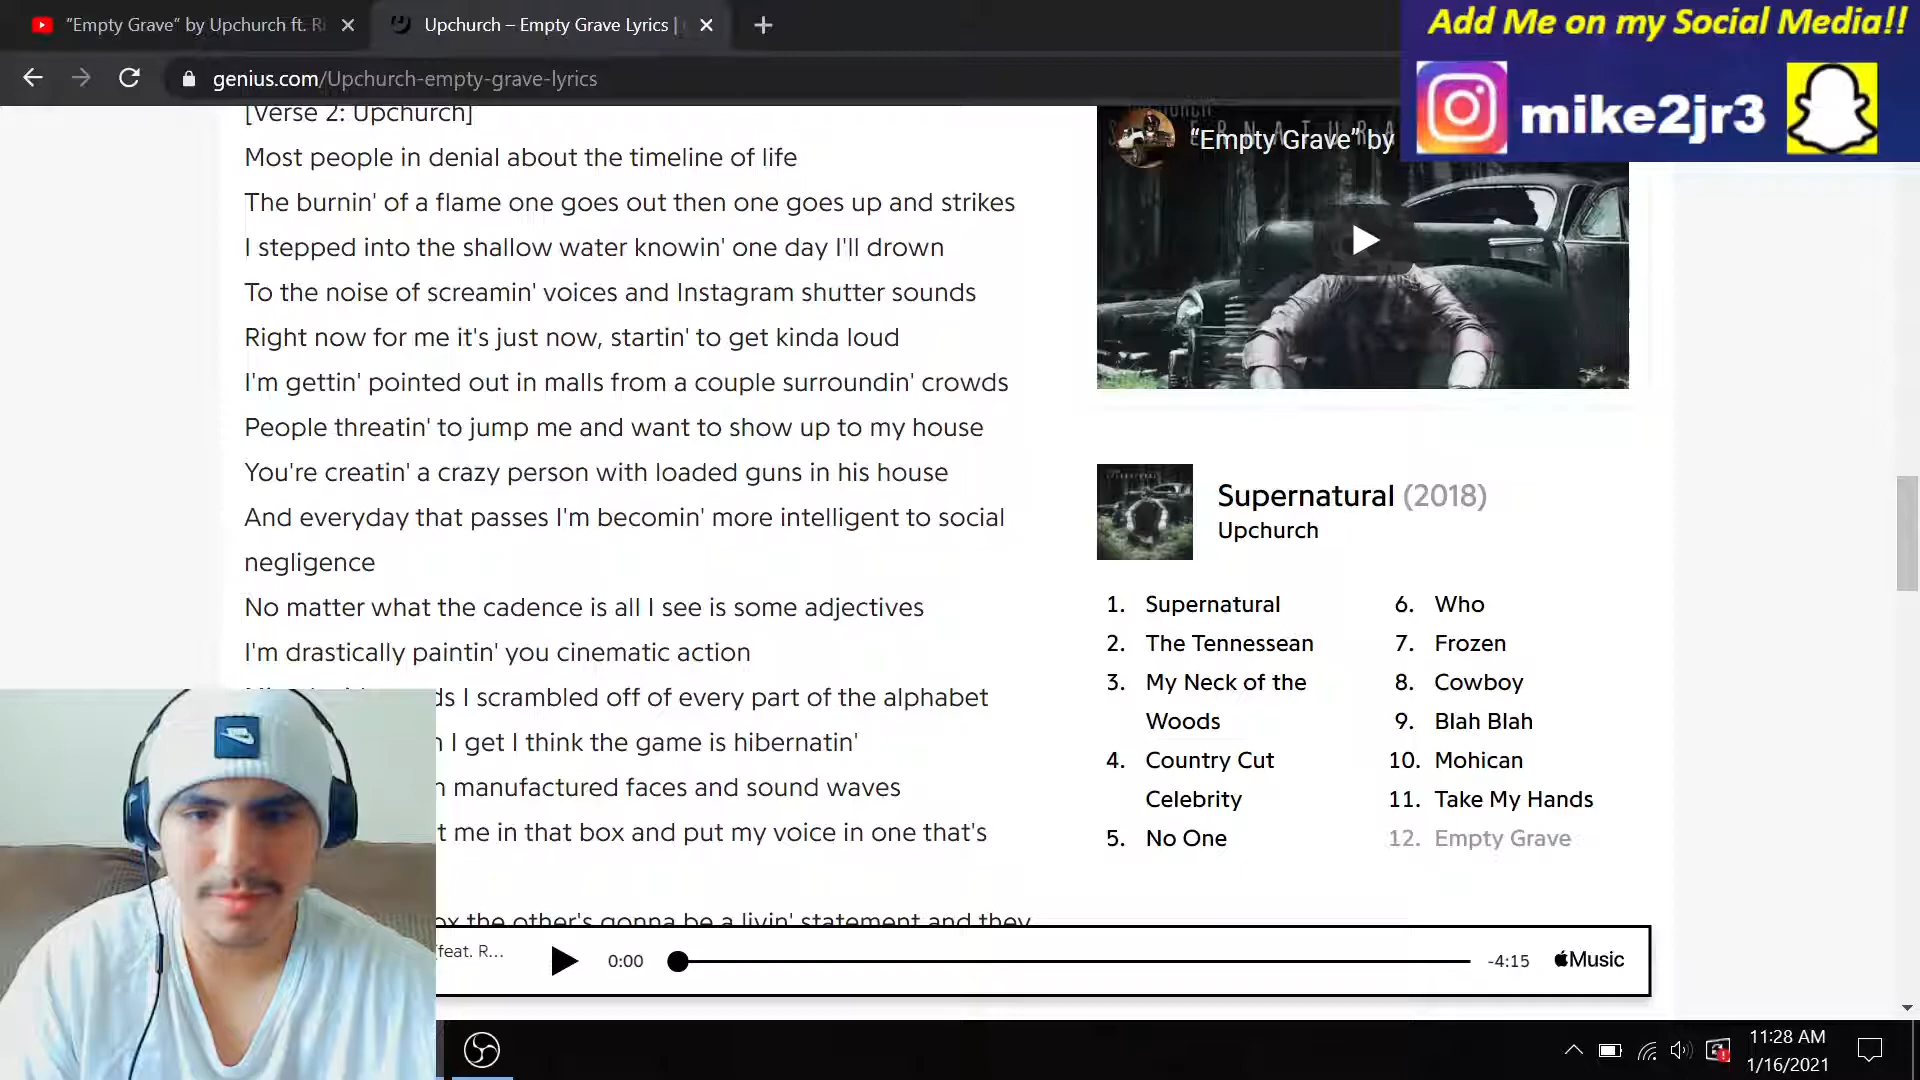 "Empty Grave" by Upchurch ft. Ri
Upchurch – Empty Grave Lyrics |
Add Me on my Social Media!!
mike2jr3
genius.com/Upchurch-empty-grave-lyrics
[Verse 2: Upchurch]
Most people in denial about the timeline of life
The burnin' of a flame one goes out then one goes up and strikes
I stepped into the shallow water knowin' one day I'll drown
To the noise of screamin' voices and Instagram shutter sounds
Right now for me it's just now, startin' to get kinda loud
I'm gettin' pointed out in malls from a couple surroundin' crowds
People threatin' to jump me and want to show up to my house
You're creatin' a crazy person with loaded guns in his house
And everyday that passes I'm becomin' more intelligent to social
negligence
No matter what the cadence is all I see is some adjectives
I'm drastically paintin' you cinematic action
I scrambled off of every part of the alphabet
I get I think the game is hibernatin'
manufactured faces and sound waves
me in that box and put my voice in one that's
the other's gonna be a livin' statement and they
"Empty Grave" by
Supernatural (2018)
Upchurch
1. Supernatural
2. The Tennessean
3. My Neck of the
Woods
4. Country Cut
Celebrity
5. No One
6. Who
7. Frozen
8. Cowboy
9. Blah Blah
10. Mohican
11. Take My Hands
12. Empty Grave
(feat. R...
0:00
-4:15
Music
11:28 AM
1/16/2021